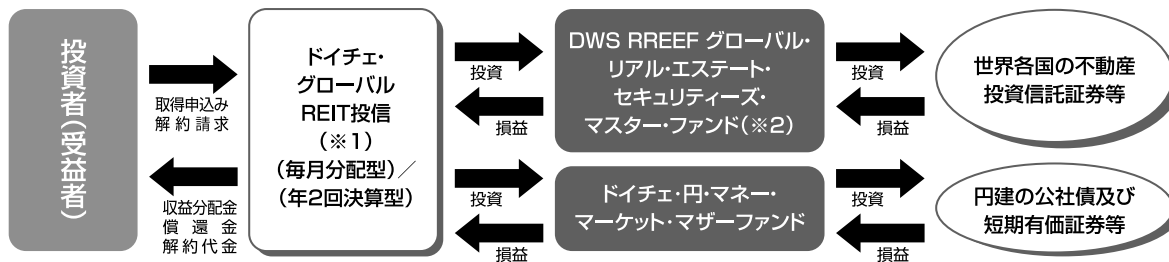 投資者(受益者)
取得申込み
解約請求
収益分配金
償還金
解約代金
ドイチェ・
グローバル
REIT投信
(※1)
(毎月分配型)/
(年2回決算型)
投資
損益
投資
損益
DWS RREEF グローバル・
リアル・エステート・
セキュリティーズ・
マスター・ファンド(※2)
ドイチェ・円・マネー・
マーケット・マザーファンド
投資
損益
投資
損益
世界各国の不動産
投資信託証券等
円建の公社債及び
短期有価証券等